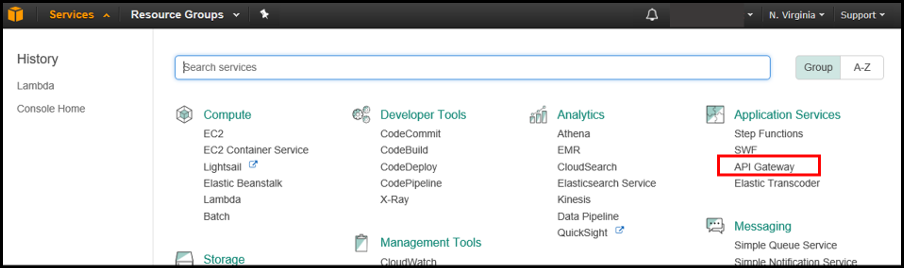 Services
Resource Groups
N. Virginia
Support
History
Lambda
Console Home
Search services
Group
A-Z
Compute
EC2
EC2 Container Service
Lightsail
Elastic Beanstalk
Lambda
Batch
Storage
Developer Tools
CodeCommit
CodeBuild
CodeDeploy
CodePipeline
X-Ray
Management Tools
CloudWatch
Analytics
Athena
EMR
CloudSearch
Elasticsearch Service
Kinesis
Data Pipeline
QuickSight
Application Services
Step Functions
SWF
API Gateway
Elastic Transcoder
Messaging
Simple Queue Service
Simple Notification Service